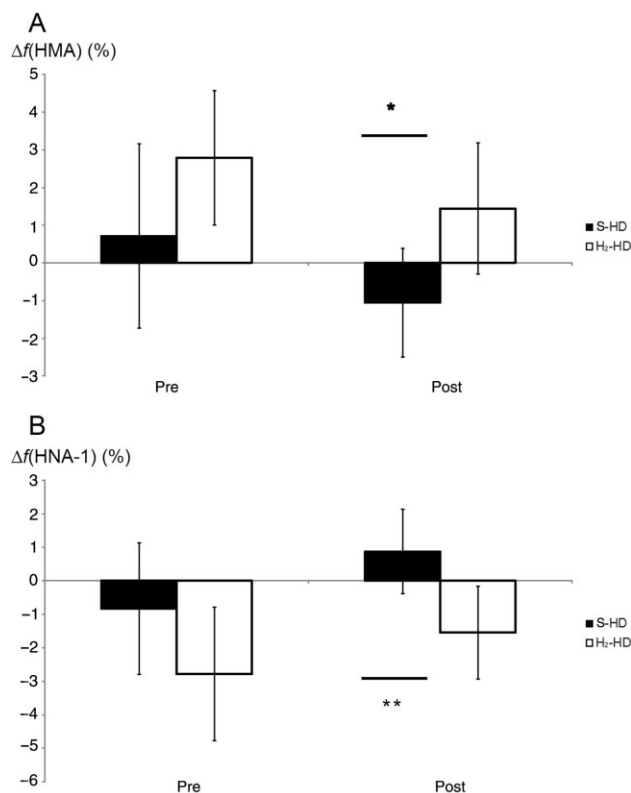 A
Δf(HMA) (%)
5
4
3
2
1
0
−1
−2
−3
*
Pre
Post
S-HD
H₂-HD
B
Δf(HNA-1) (%)
3
2
1
0
−1
−2
−3
−4
−5
−6
**
Pre
Post
S-HD
H₂-HD